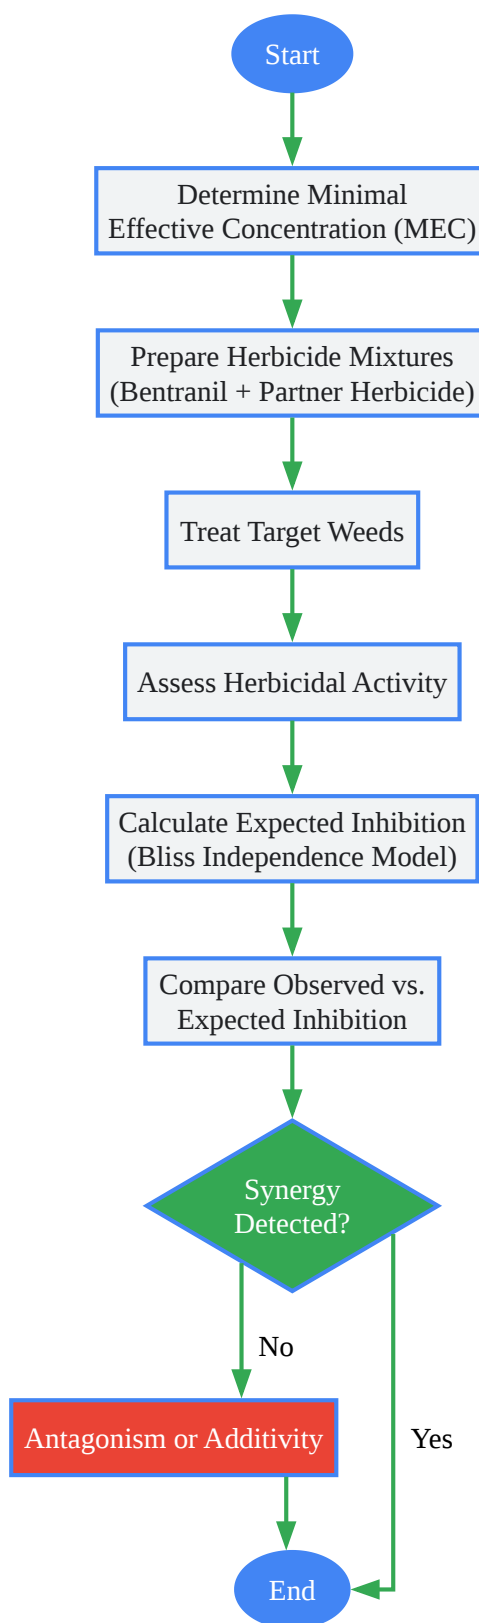 Start
Determine Minimal
Effective Concentration (MEC)
Prepare Herbicide Mixtures
(Bentranil + Partner Herbicide)
Treat Target Weeds
Assess Herbicidal Activity
Calculate Expected Inhibition
(Bliss Independence Model)
Compare Observed vs.
Expected Inhibition
Synergy
Detected?
No
Antagonism or Additivity
Yes
End